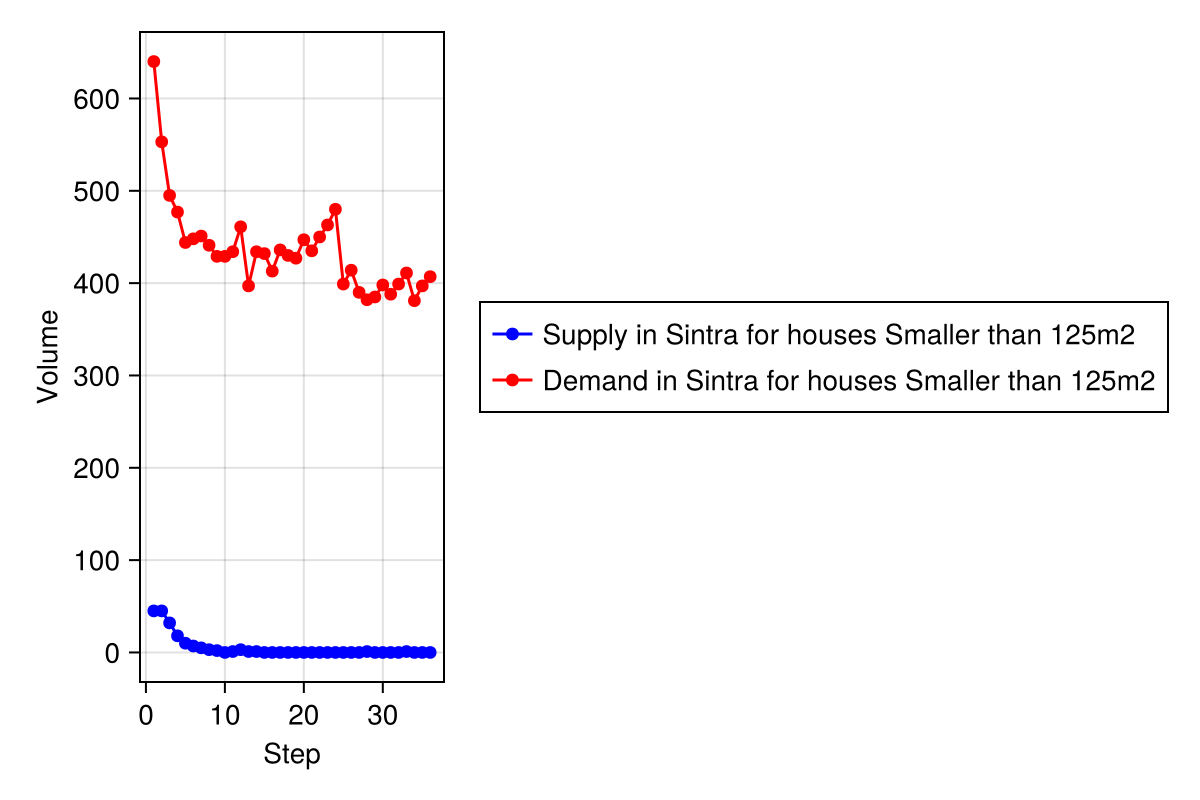 600
500
400
300
200
100
0
Volume
0 10 20 30
Step
Supply in Sintra for houses Smaller than 125m2
Demand in Sintra for houses Smaller than 125m2